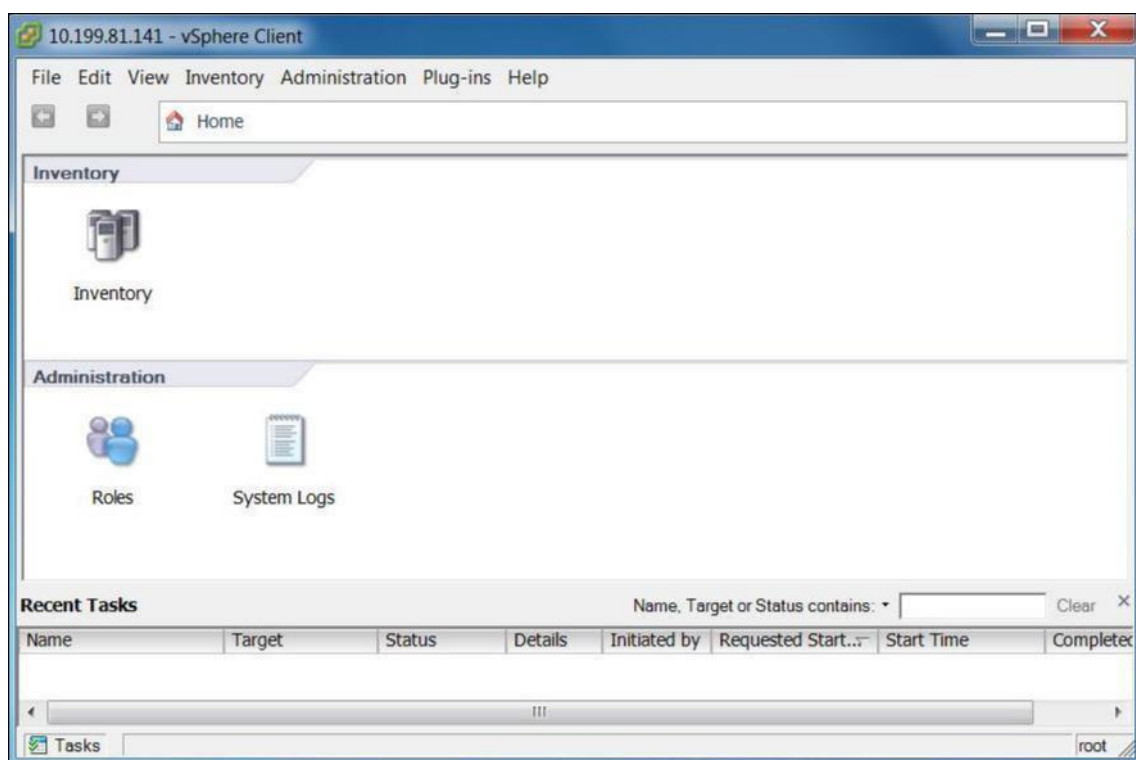 10.199.81.141 - vSphere Client
File Edit View Inventory Administration Plug-ins Help
Home
Inventory
Inventory
Administration
Roles System Logs
Recent Tasks Name, Target or Status contains: Clear
Name Target Status Details Initiated by Requested Start... Start Time Completed
Tasks root